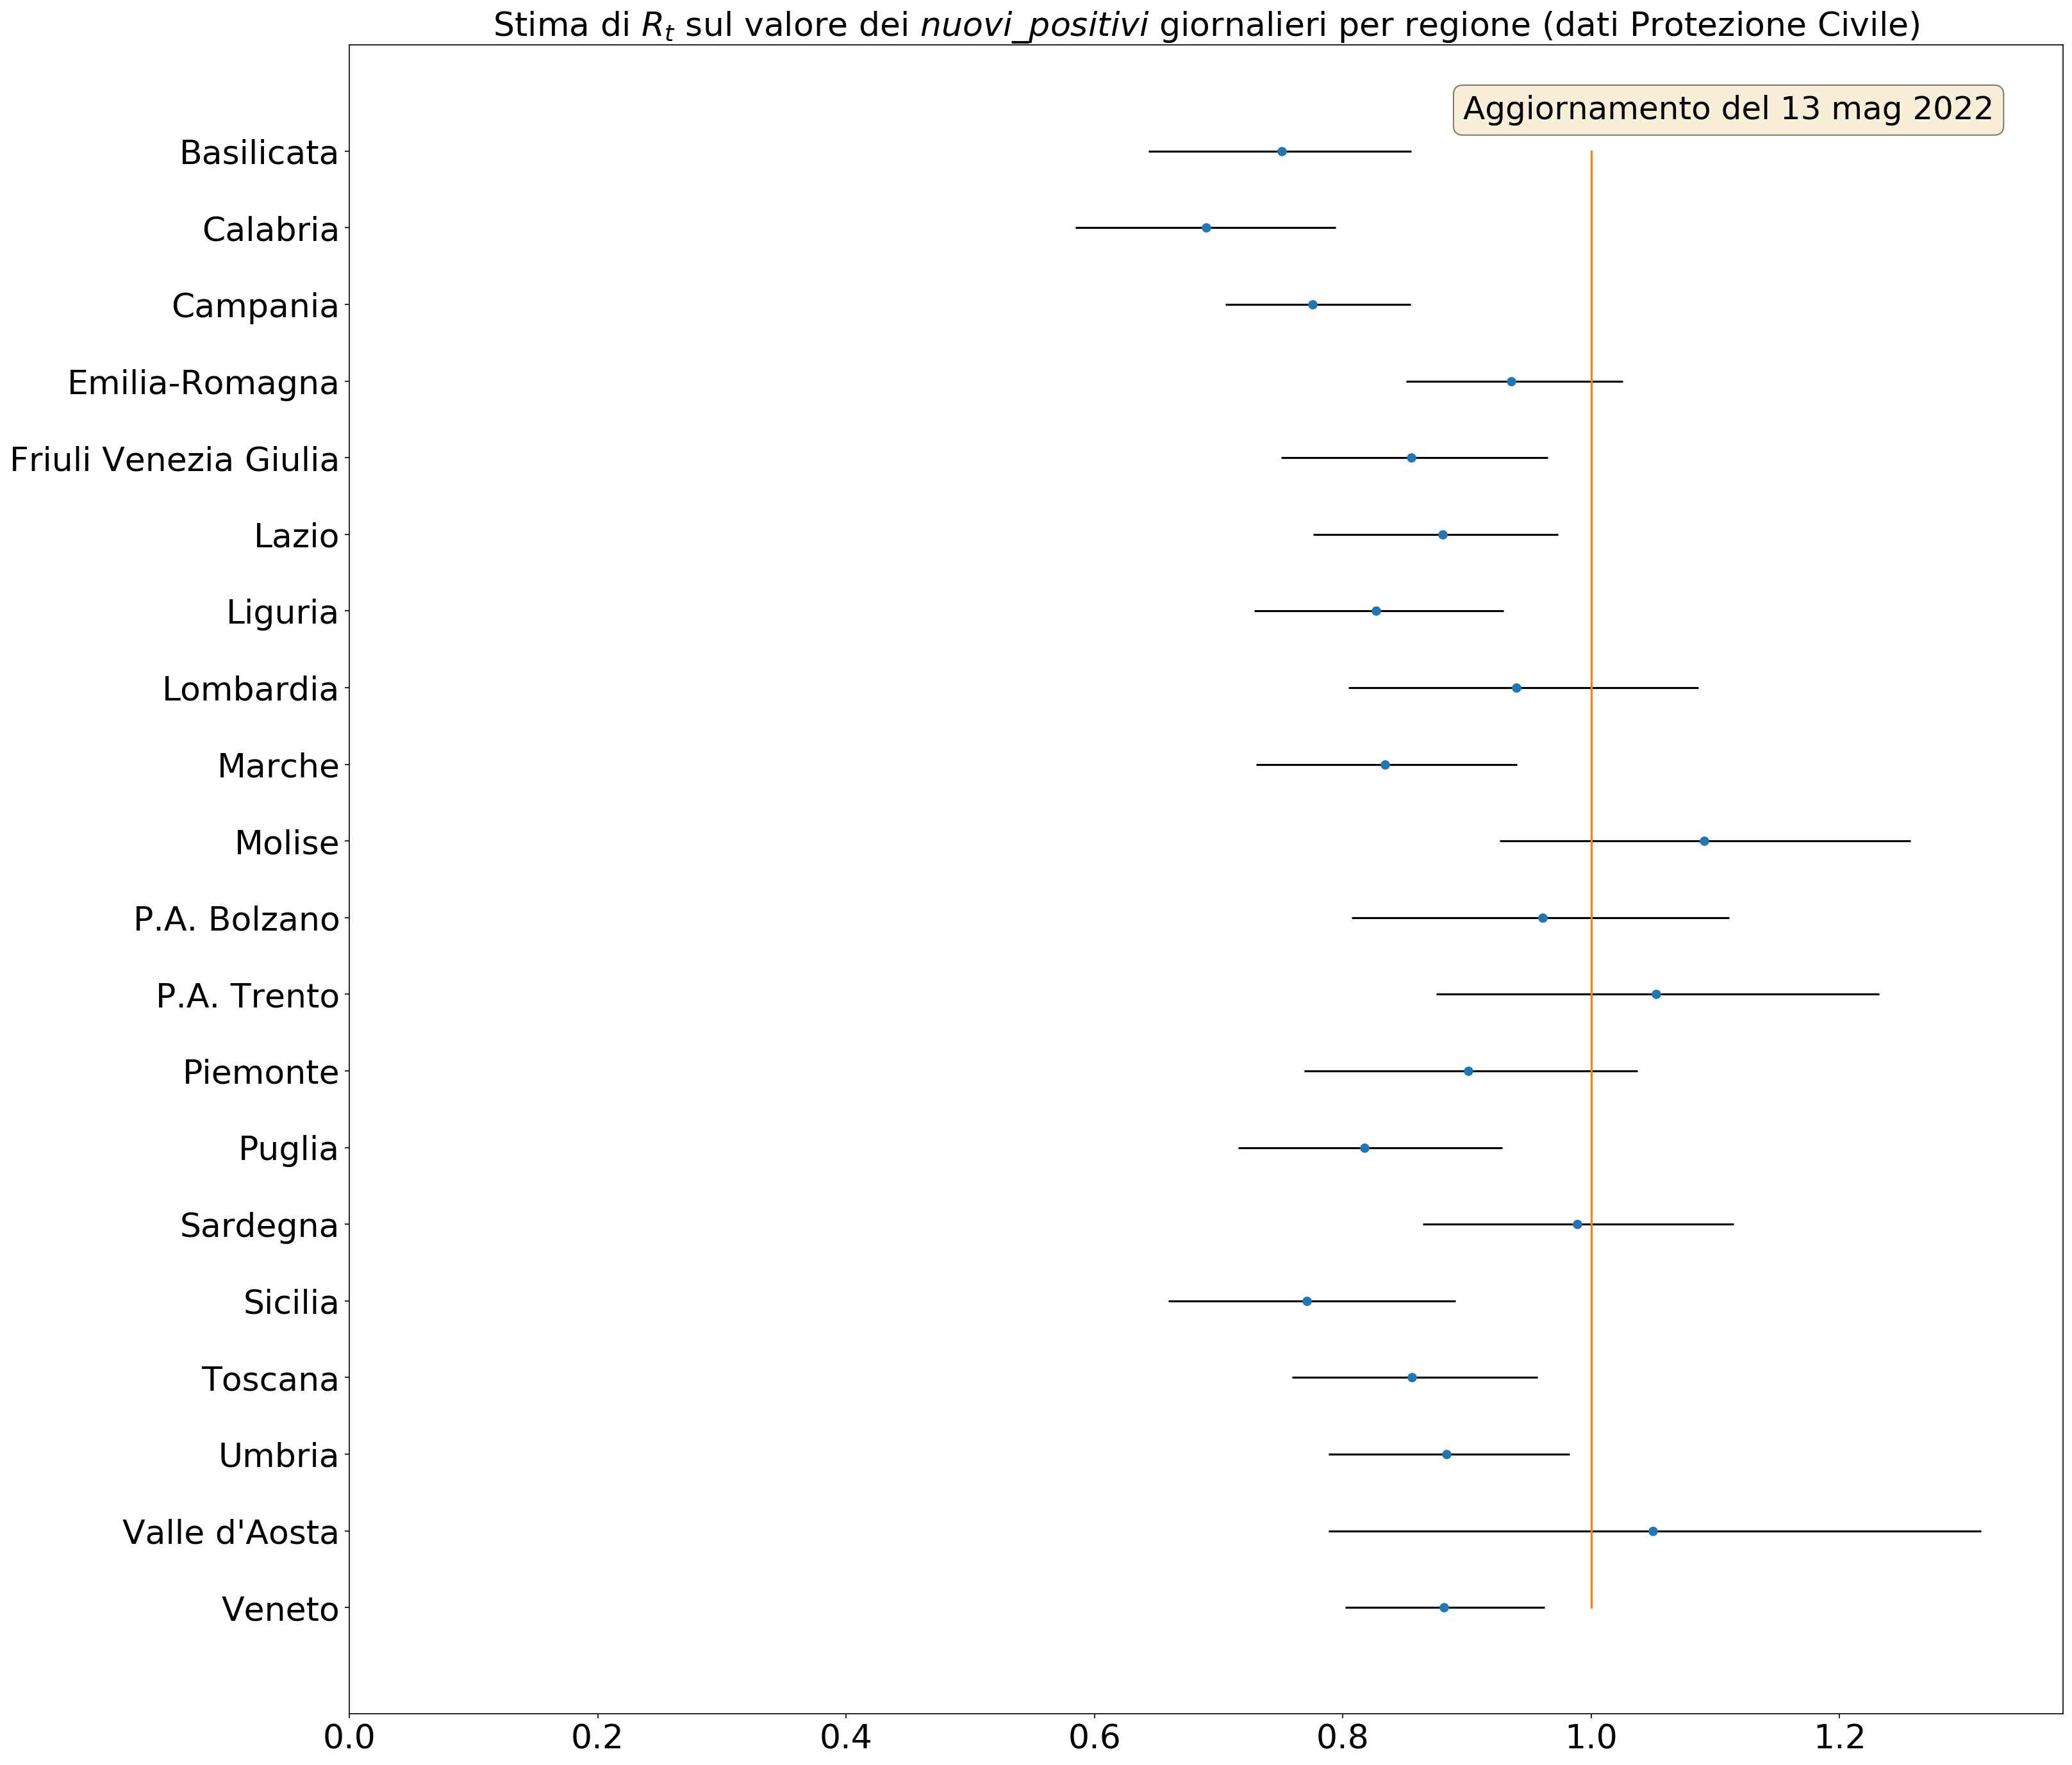 Stima di Rt sul valore dei nuovi_positivi giornalieri per regione (dati Protezione Civile)
Aggiornamento del 13 mag 2022
Basilicata
Calabria
Campania
Emilia-Romagna
Friuli Venezia Giulia
Lazio
Liguria
Lombardia
Marche
Molise
P.A. Bolzano
P.A. Trento
Piemonte
Puglia
Sardegna
Sicilia
Toscana
Umbria
Valle d'Aosta
Veneto
0.0 0.2 0.4 0.6 0.8 1.0 1.2